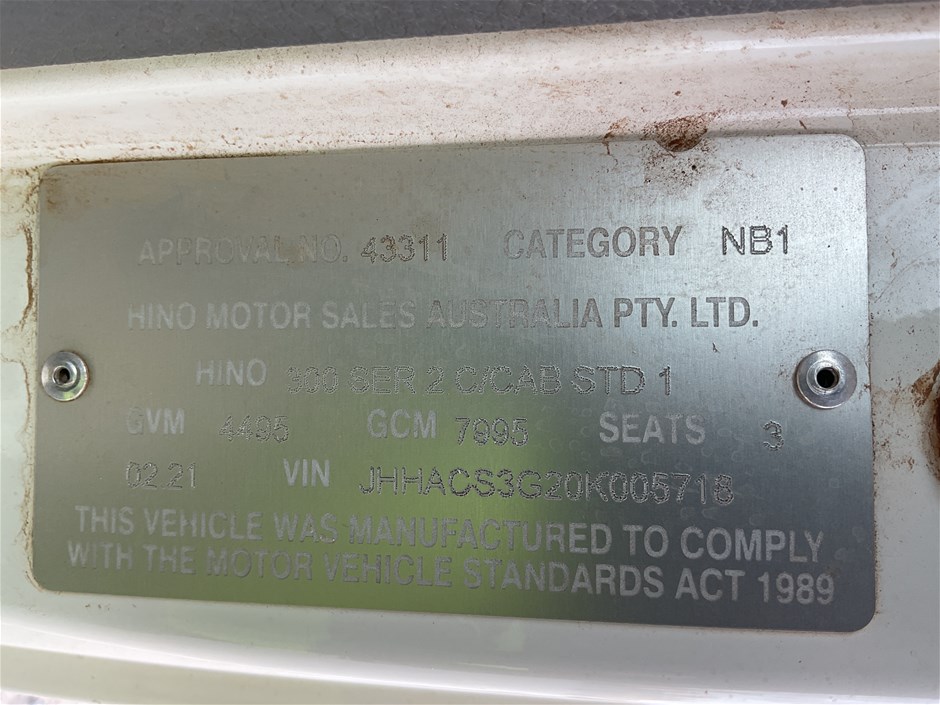 APPROVAL NO. 43311 CATEGORY NB1
HINO MOTOR SALES AUSTRALIA PTY. LTD.
HINO 300 SER 2 C/CAB STD 1
GVM 4495 GCM 7995 SEATS 3
02.21 VIN JHHACS3G20K005718
THIS VEHICLE WAS MANUFACTURED TO COMPLY
WITH THE MOTOR VEHICLE STANDARDS ACT 1989